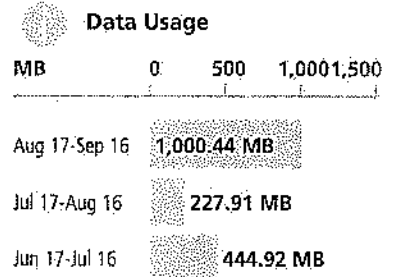 Data Usage
MB 0 500 1,0001,500
Aug 17-Sep 16 1,000.44 MB
Jul 17-Aug 16 227.91 MB
Jun 17-Jul 16 444.92 MB